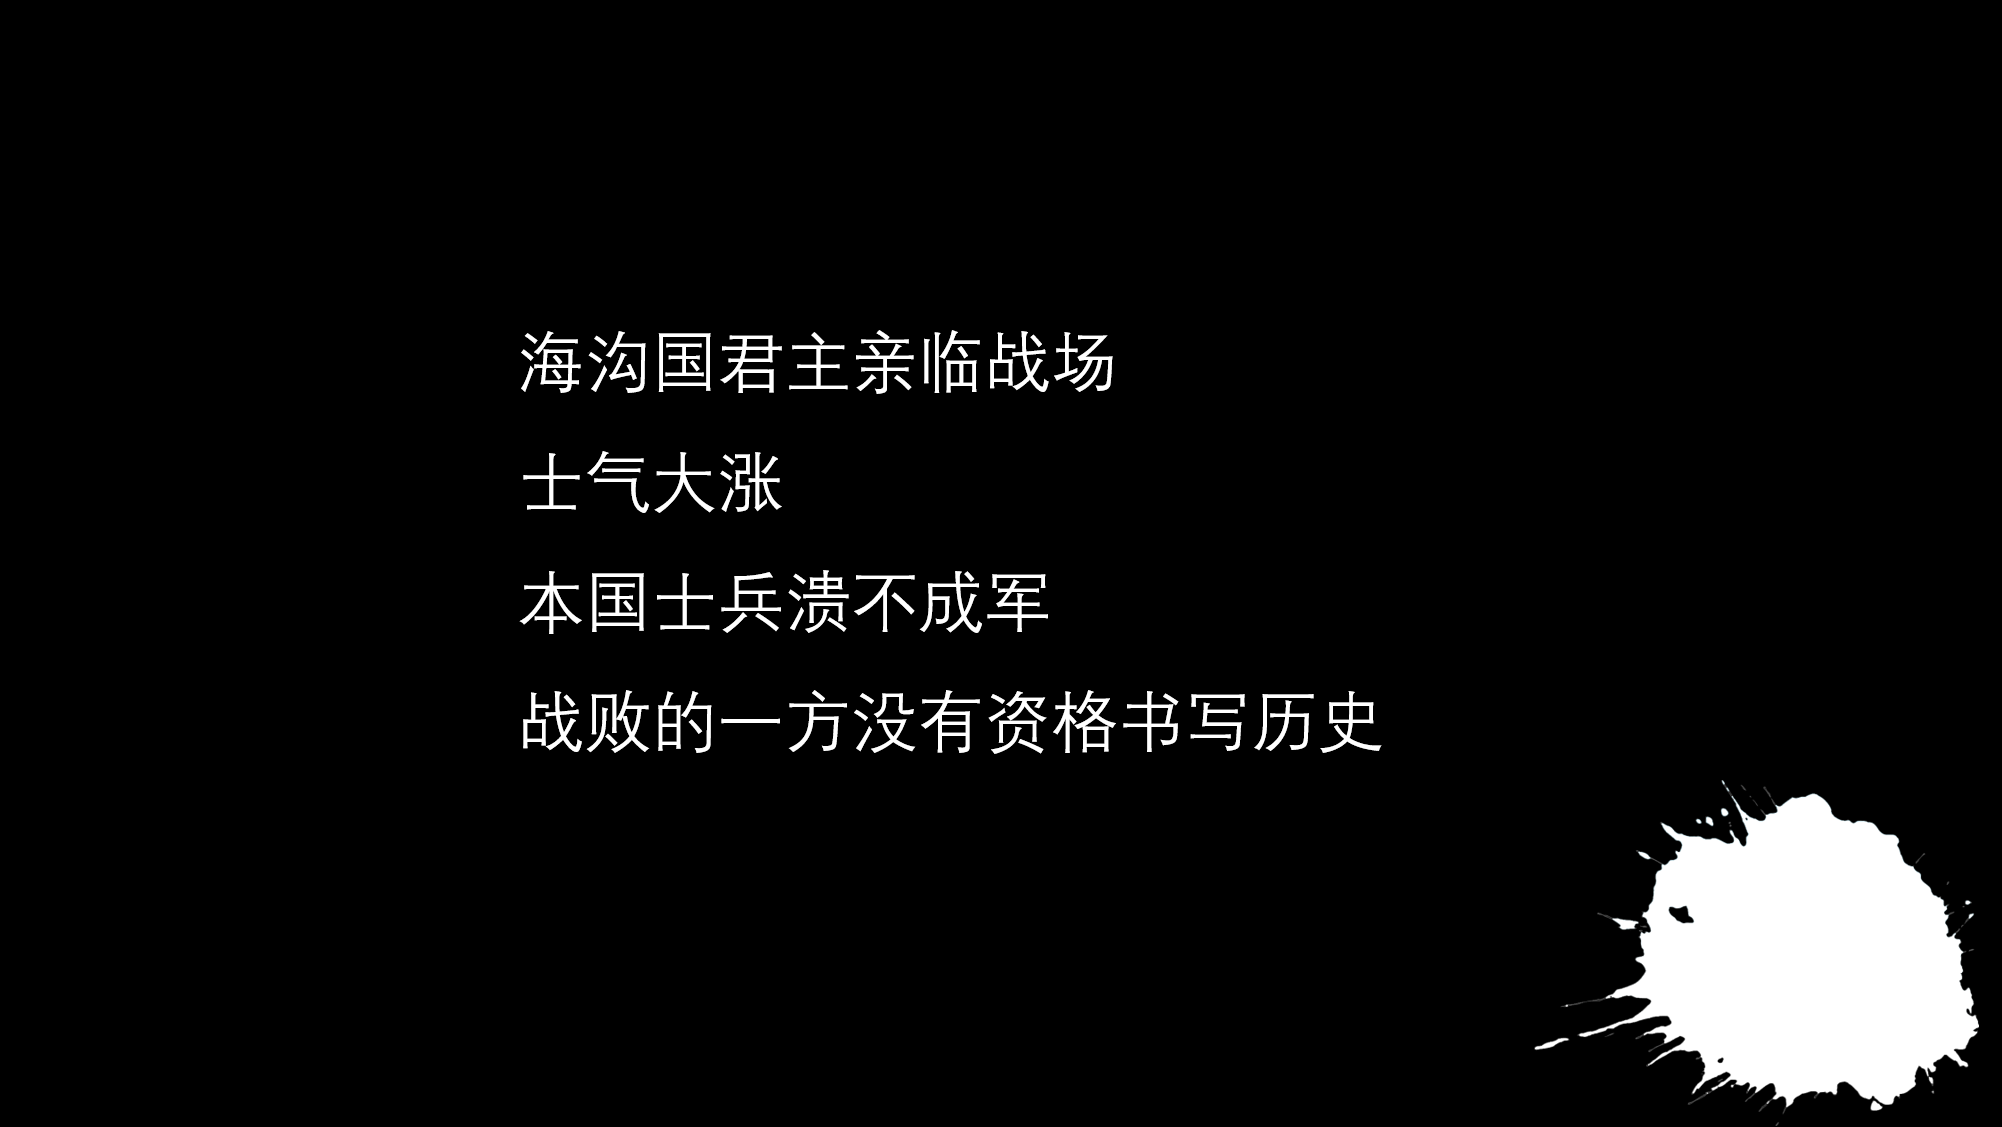 海沟国君主亲临战场
士气大涨
本国士兵溃不成军
战败的一方没有资格书写历史